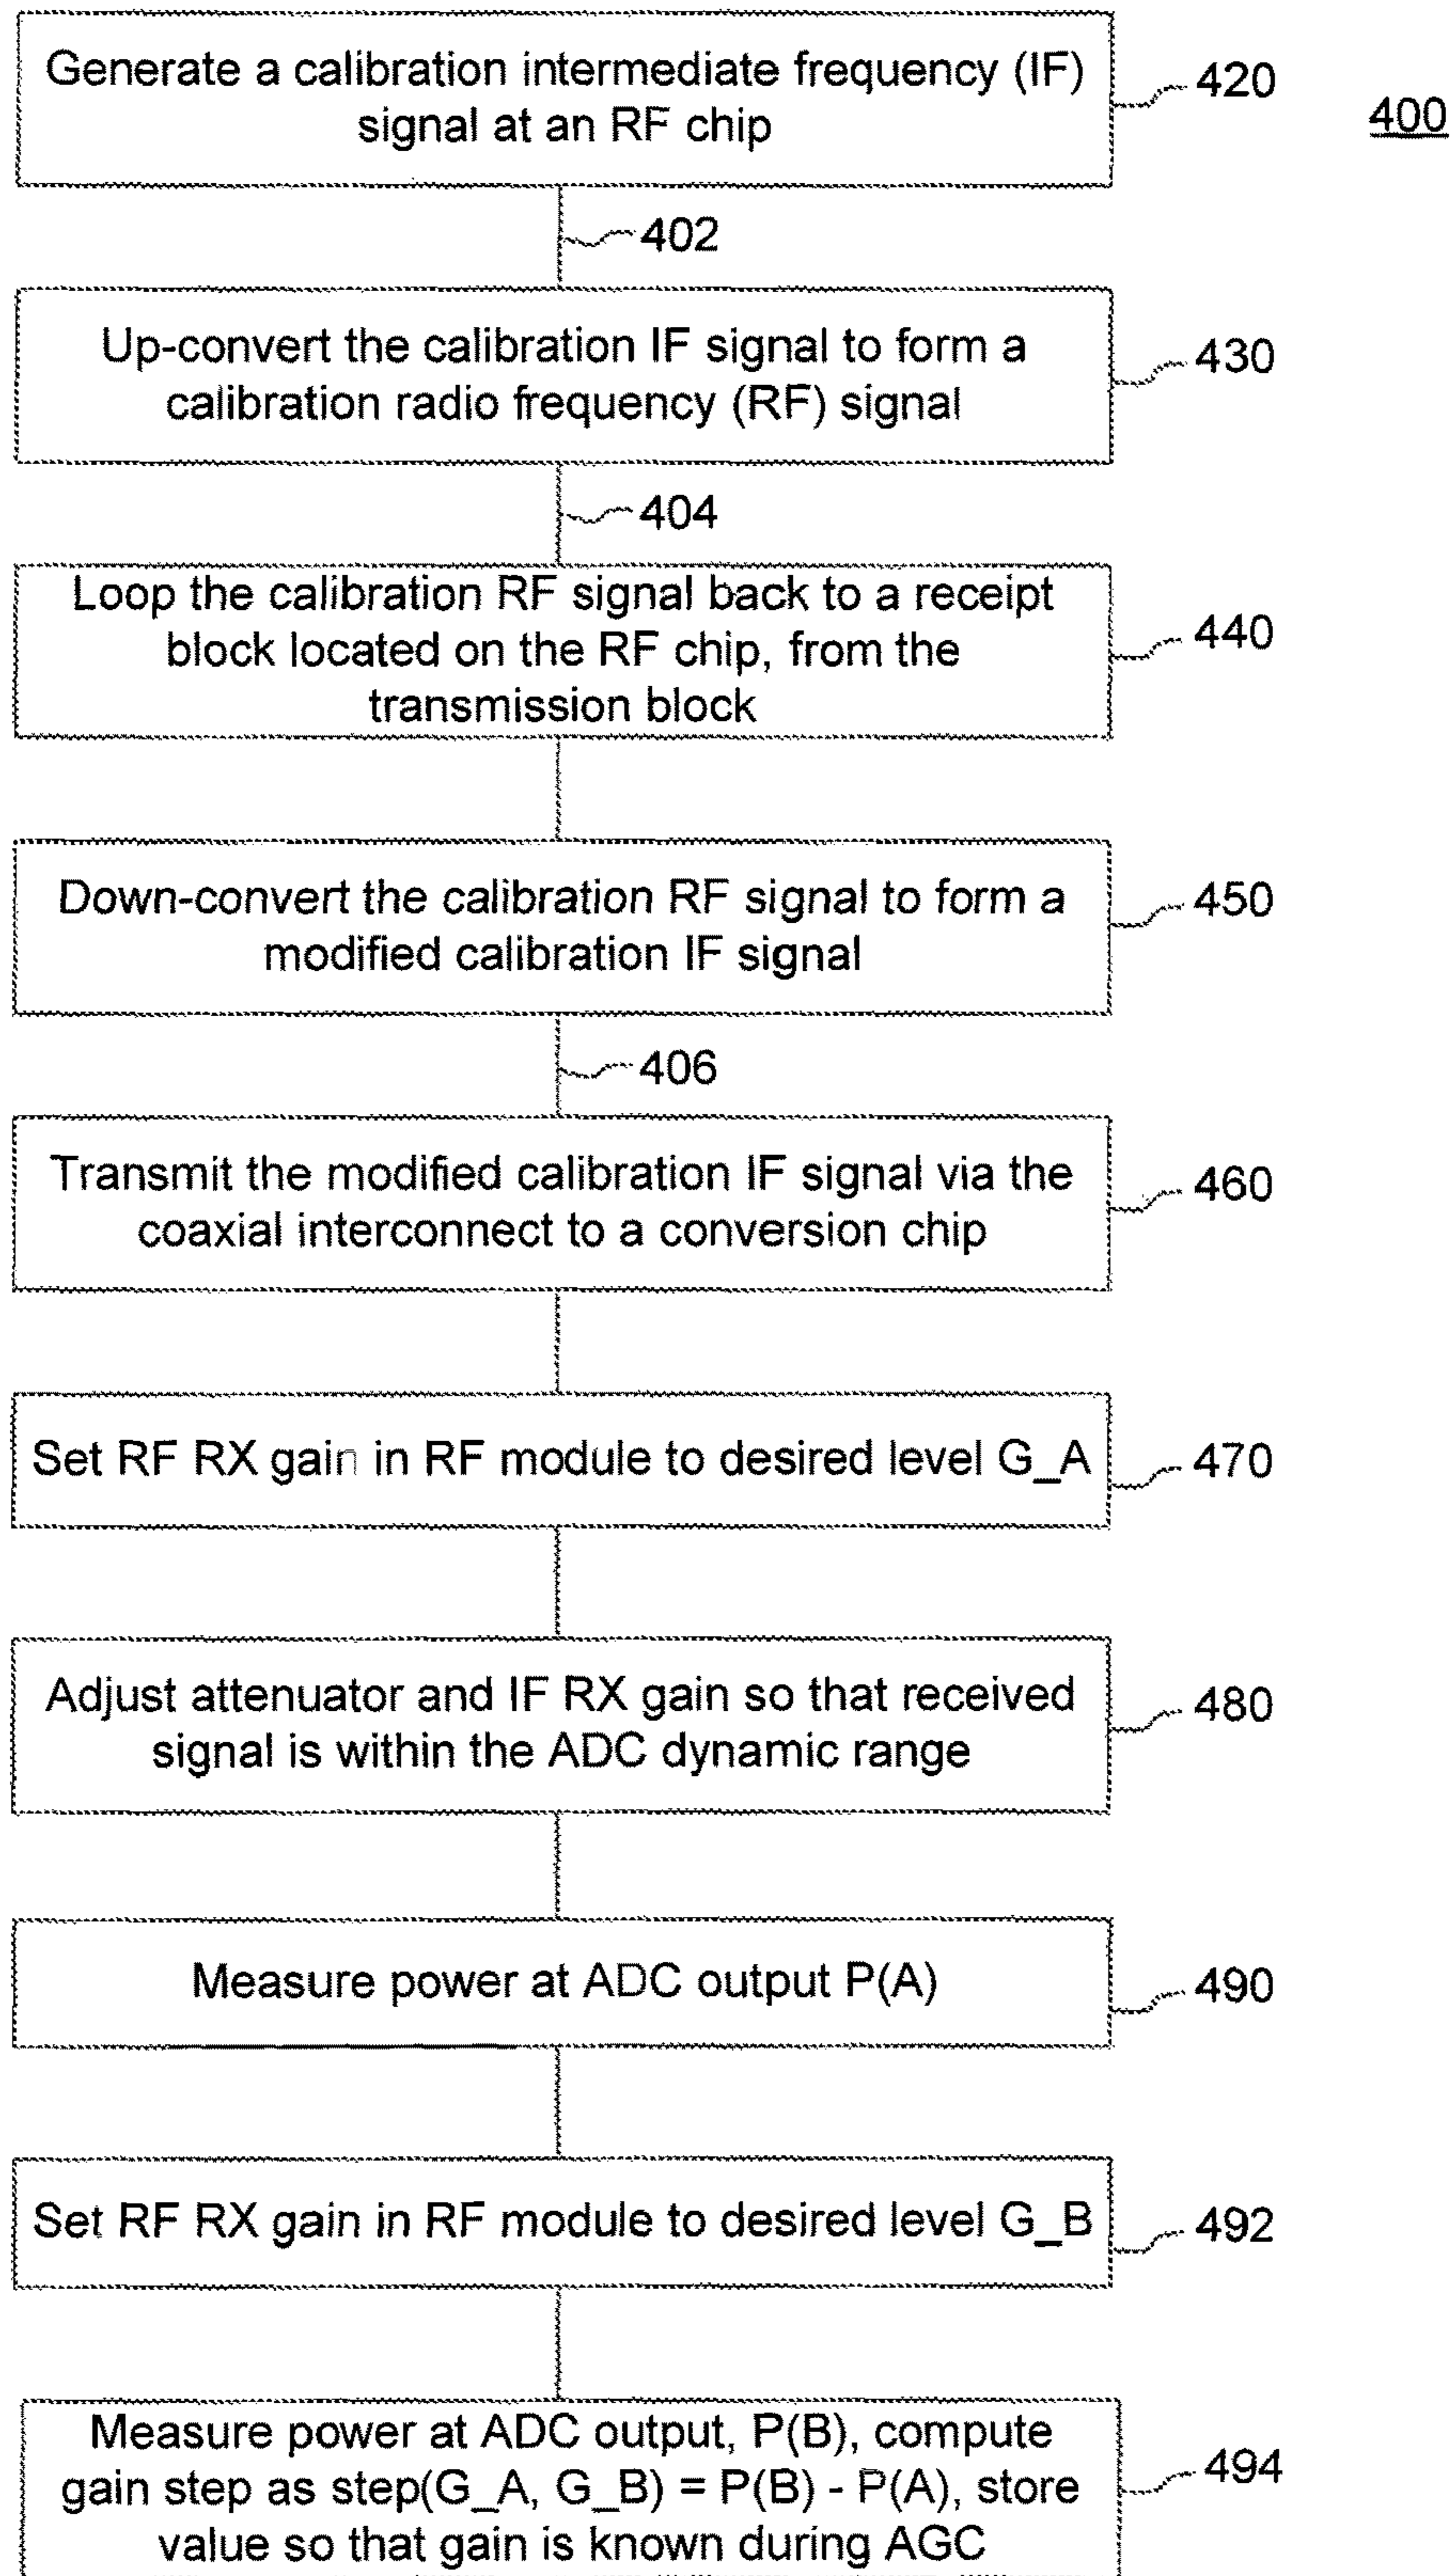 Generate a calibration intermediate frequency (IF)
signal at an RF chip
420
400
402
Up-convert the calibration IF signal to form a
calibration radio frequency (RF) signal
430
404
Loop the calibration RF signal back to a receipt
block located on the RF chip, from the
transmission block
440
Down-convert the calibration RF signal to form a
modified calibration IF signal
450
406
Transmit the modified calibration IF signal via the
coaxial interconnect to a conversion chip
460
Set RF RX gain in RF module to desired level G_A
470
Adjust attenuator and IF RX gain so that received
signal is within the ADC dynamic range
480
Measure power at ADC output P(A)
490
Set RF RX gain in RF module to desired level G_B
492
Measure power at ADC output, P(B), compute
gain step as step(G_A, G_B) = P(B) - P(A), store
value so that gain is known during AGC
494